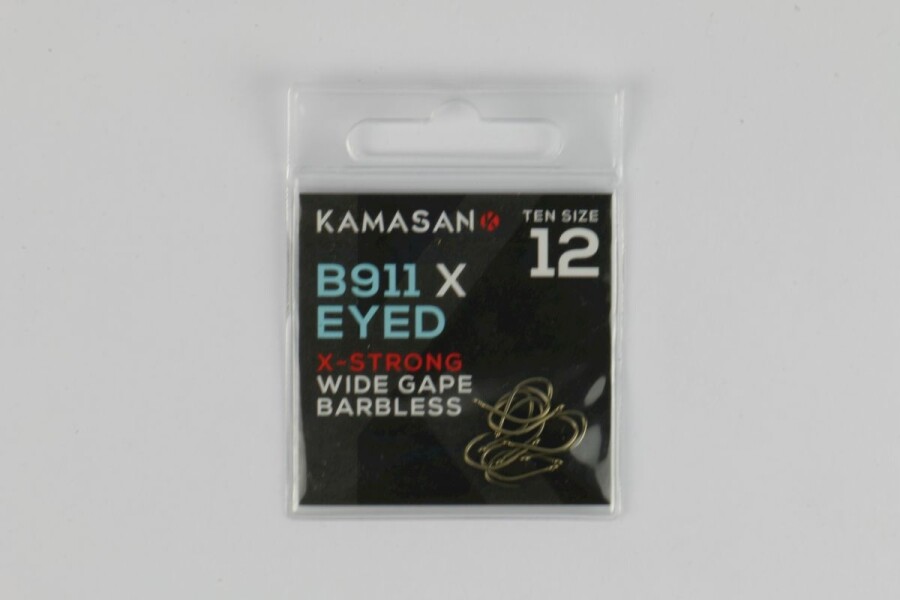 KAMASAN K
TEN SIZE
12
B911 X
EYED
X-STRONG
WIDE GAPE
BARBLESS